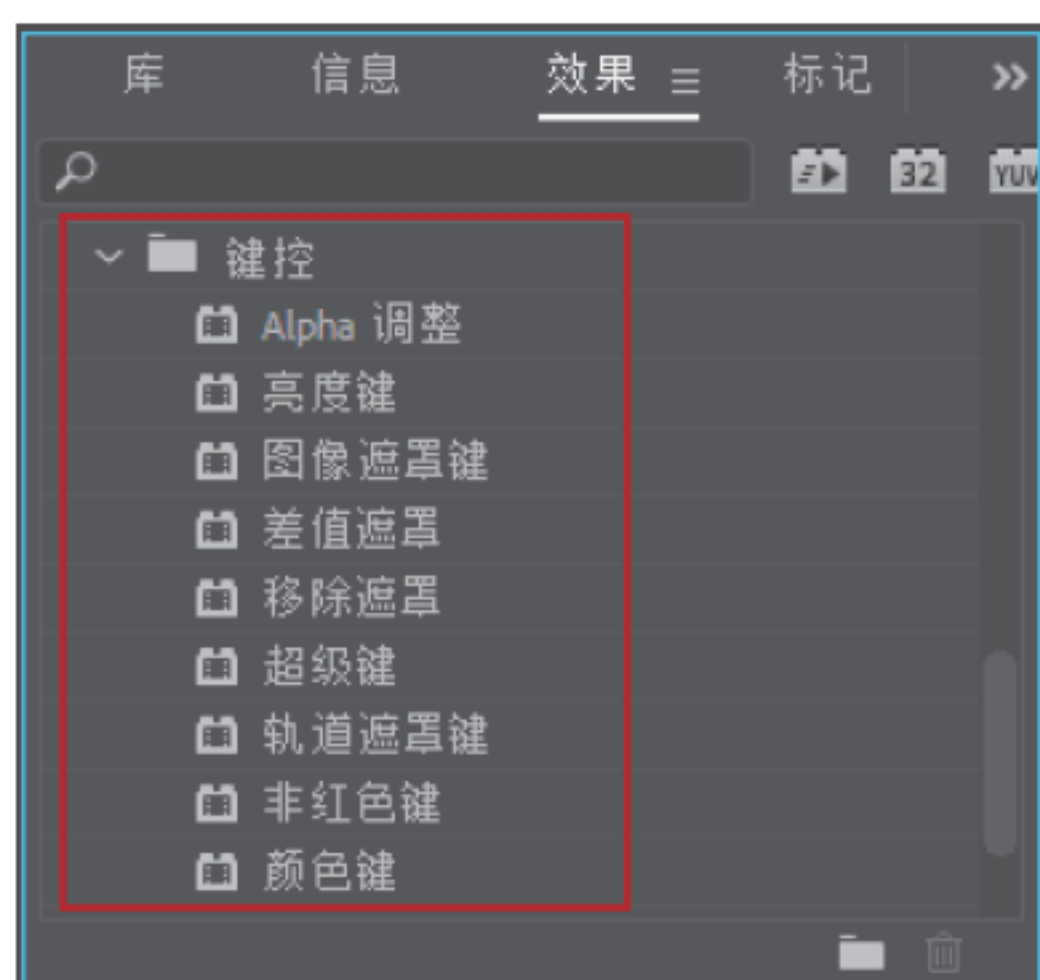 库 信息 效果 标记
32 YUV
键控
Alpha 调整
亮度键
图像遮罩键
差值遮罩
移除遮罩
超级键
轨道遮罩键
非红色键
颜色键